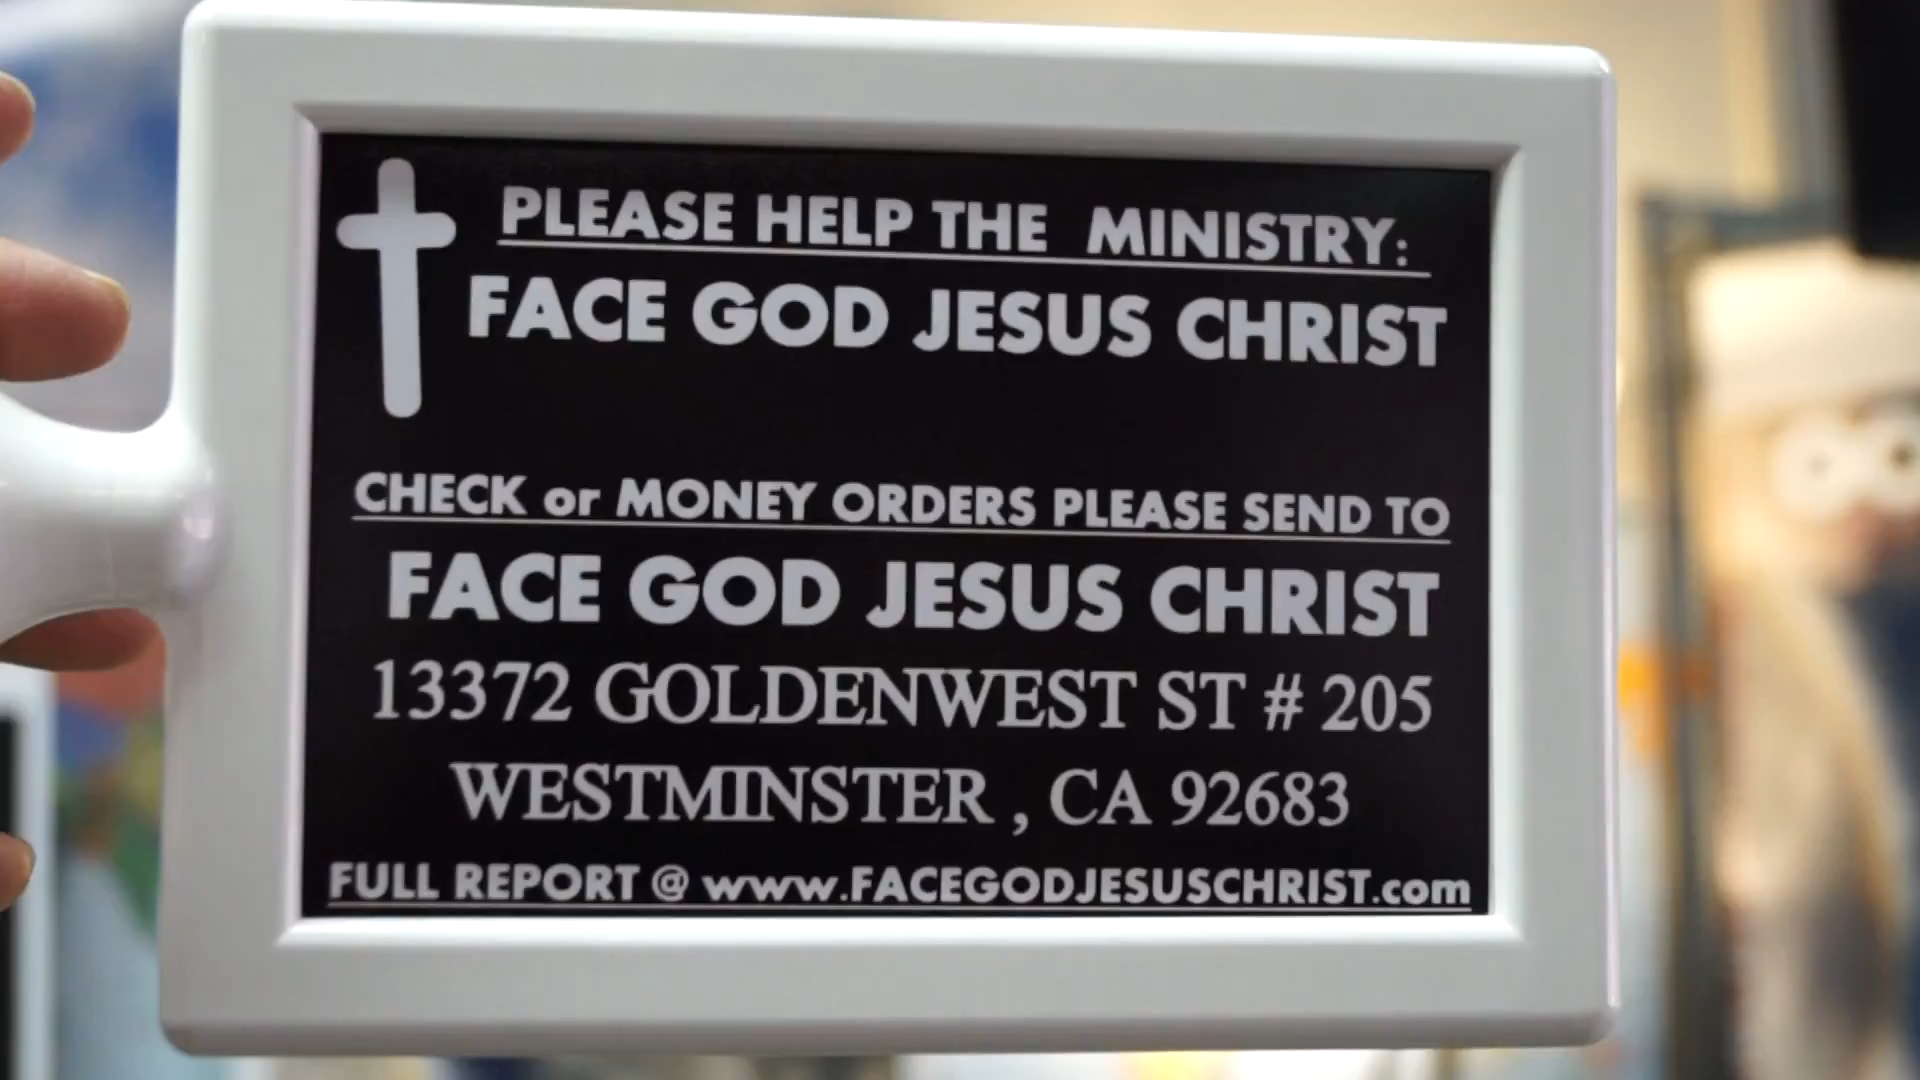 PLEASE HELP THE MINISTRY:
FACE GOD JESUS CHRIST
CHECK or MONEY ORDERS PLEASE SEND TO
FACE GOD JESUS CHRIST
13372 GOLDENWEST ST # 205
WESTMINSTER , CA 92683
FULL REPORT @ www.FACEGODJESUSCHRIST.com